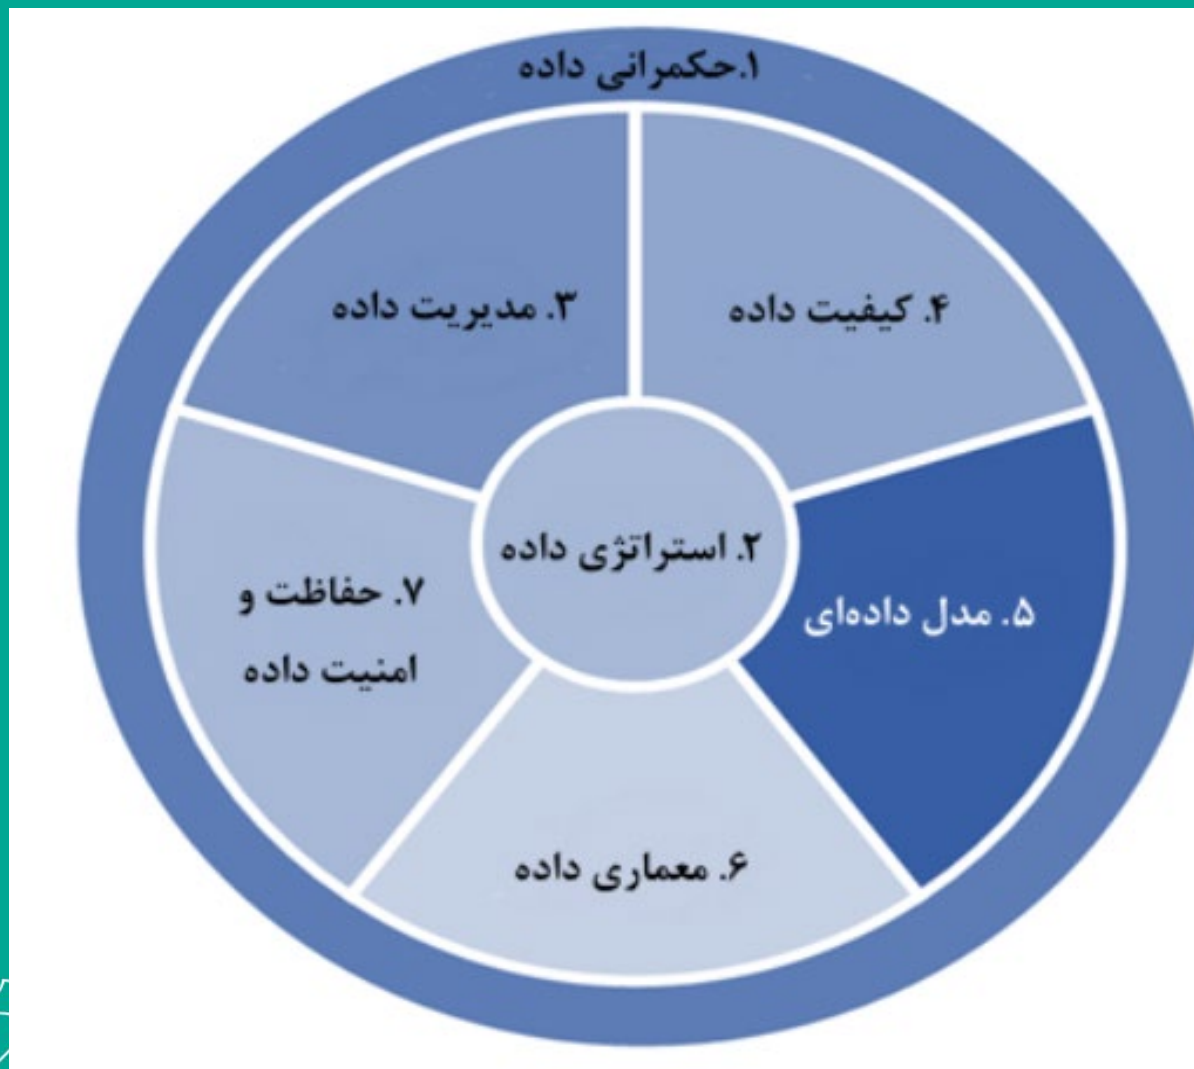 ۱.حکمرانی داده
۲. استراتژی داده
۳. مدیریت داده
۴. کیفیت داده
۵. مدل داده‌ای
۶. معماری داده
۷. حفاظت و
امنیت داده